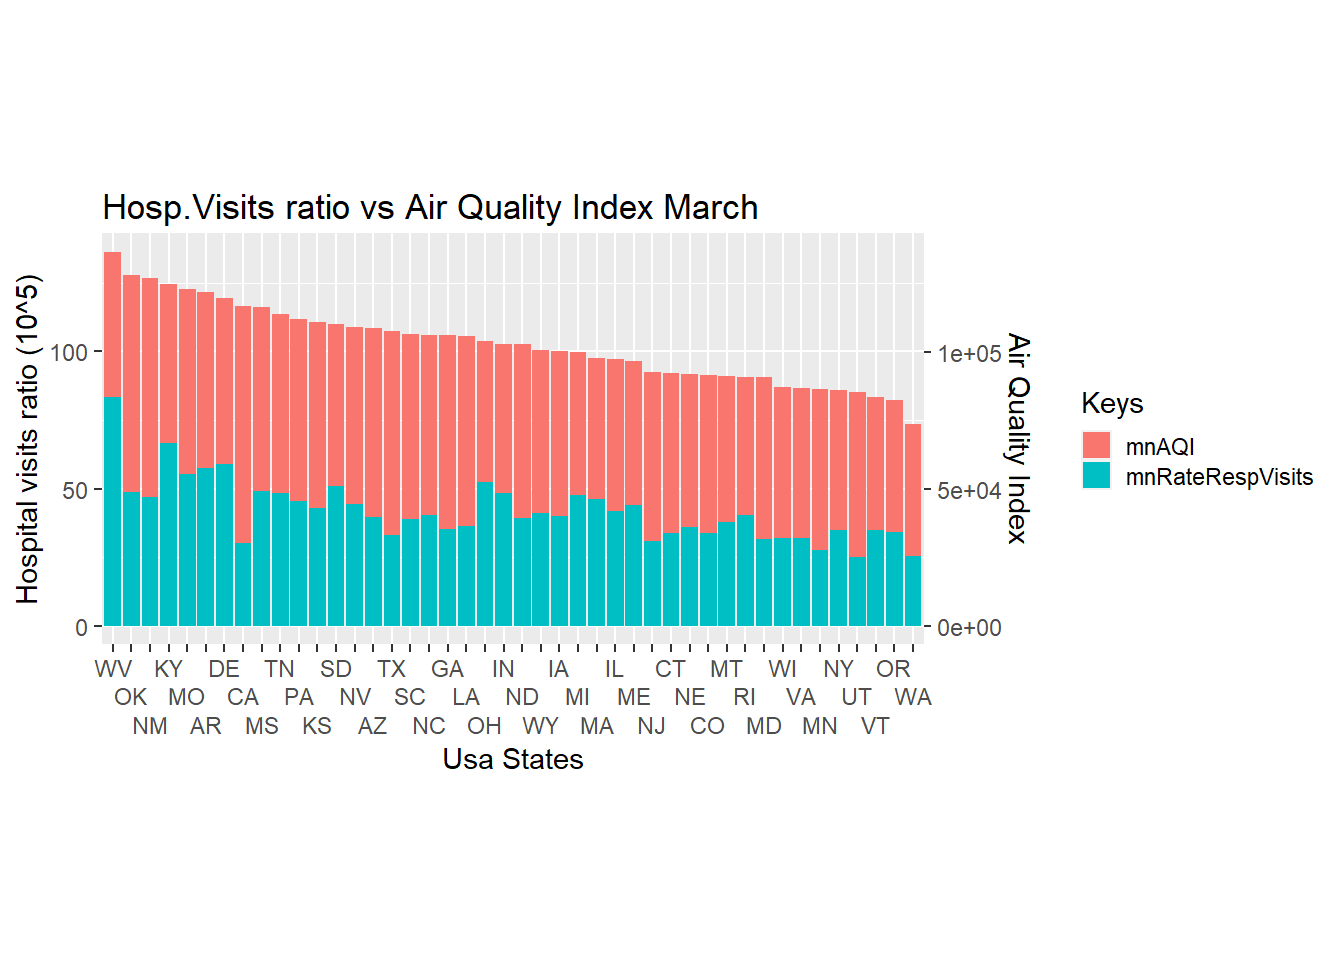 Hosp.Visits ratio vs Air Quality Index March
Hospital visits ratio (10^5)
100
50
0
1e+05
5e+04
0e+00
Air Quality Index
Keys
mnAQI
mnRateRespVisits
WV KY DE TN SD TX GA IN IA IL CT MT WI NY OR
OK MO CA PA NV SC LA ND MI ME NE RI VA UT WA
NM AR MS KS AZ NC OH WY MA NJ CO MD MN VT
Usa States